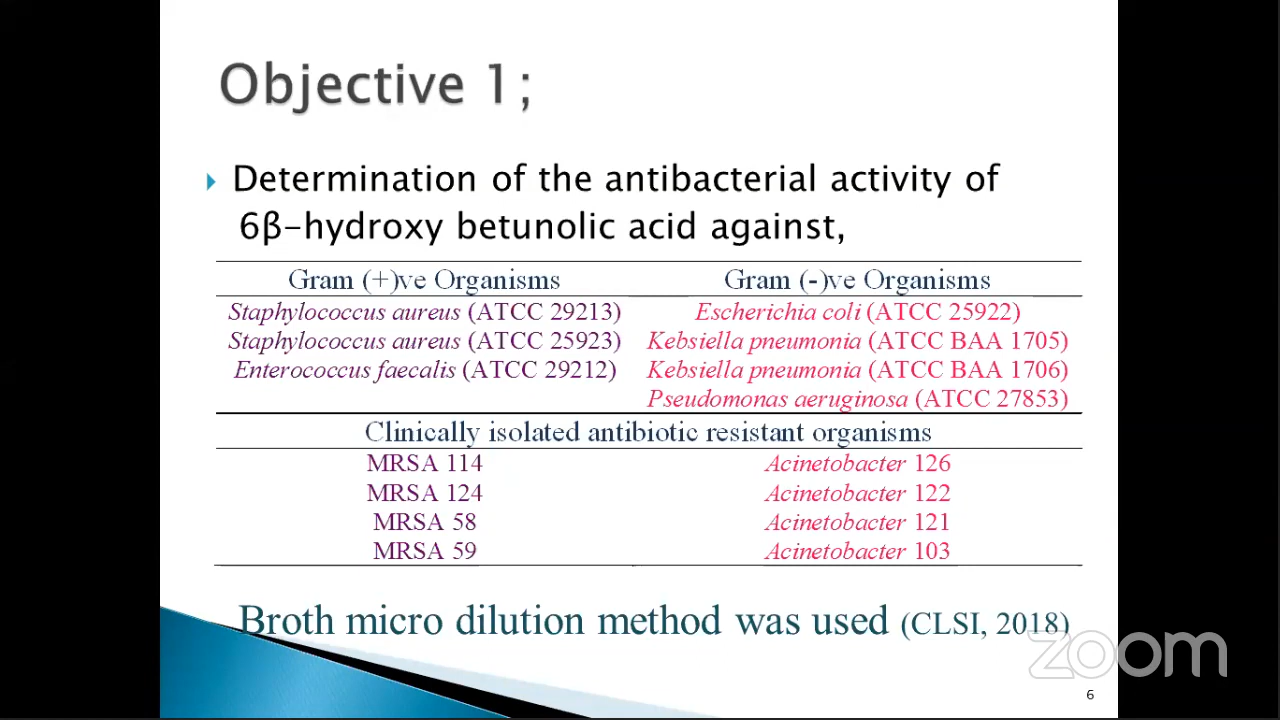 Objective 1;
Determination of the antibacterial activity of
6β-hydroxy betunolic acid against,
Gram (+)ve Organisms Gram (-)ve Organisms
Staphylococcus aureus (ATCC 29213) Escherichia coli (ATCC 25922)
Staphylococcus aureus (ATCC 25923) Kebsiella pneumonia (ATCC BAA 1705)
Enterococcus faecalis (ATCC 29212) Kebsiella pneumonia (ATCC BAA 1706)
Pseudomonas aeruginosa (ATCC 27853)
Clinically isolated antibiotic resistant organisms
MRSA 114 Acinetobacter 126
MRSA 124 Acinetobacter 122
MRSA 58 Acinetobacter 121
MRSA 59 Acinetobacter 103
Broth micro dilution method was used (CLSI, 2018)
zoom
6